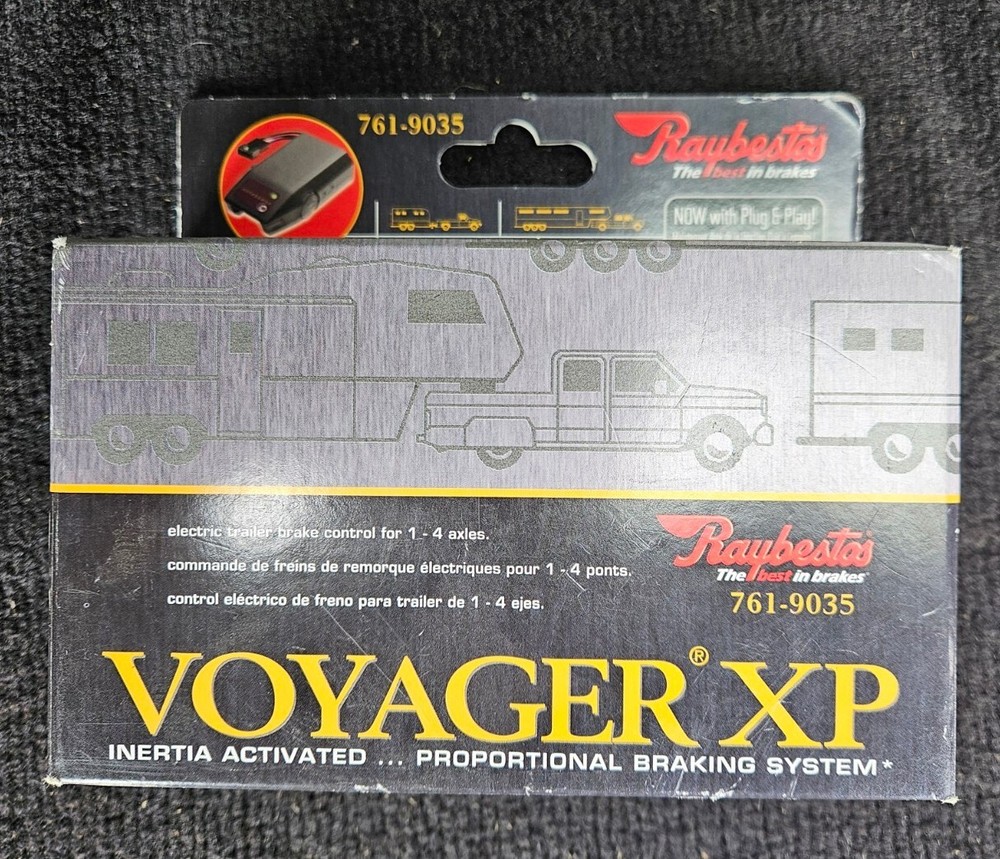 761-9035
Raybestos
The best in brakes
NOW with Plug & Play!
electric trailer brake control for 1 - 4 axles.
commande de freins de remorque électriques pour 1 - 4 ponts.
control eléctrico de freno para trailer de 1 - 4 ejes.
Raybestos
The best in brakes
761-9035
VOYAGER® XP
INERTIA ACTIVATED ... PROPORTIONAL BRAKING SYSTEM*